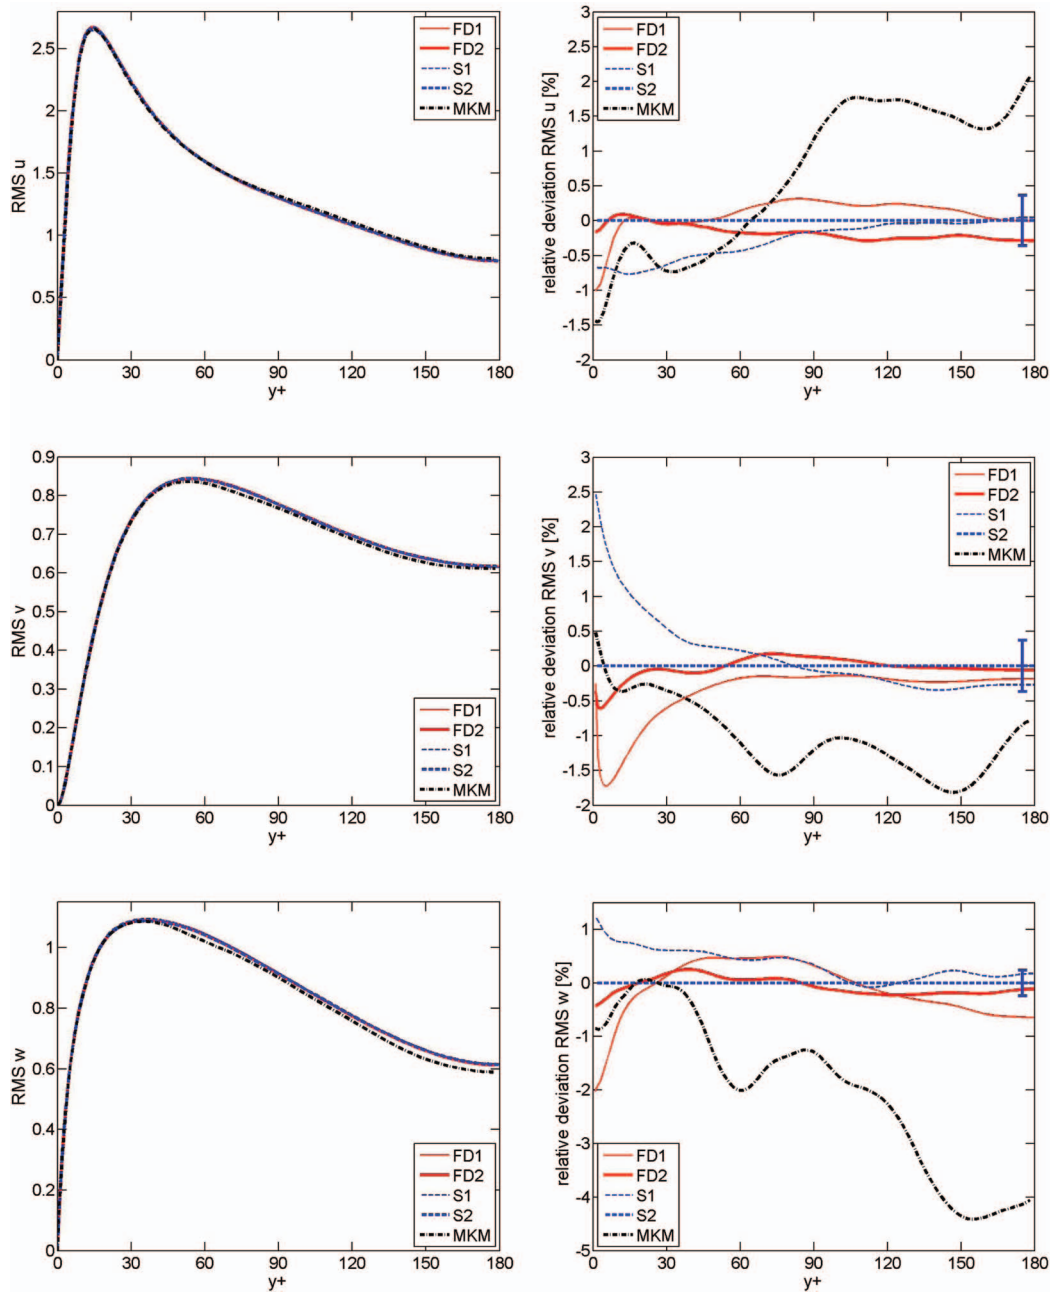 FD1
FD2
S1
S2
MKM
RMS u
2.5
2
1.5
1
0.5
0
0 30 60 90 120 150 180
y+
FD1
FD2
S1
S2
MKM
relative deviation RMS u [%]
3
2.5
2
1.5
1
0.5
0
-0.5
-1
-1.5
-2
0 30 60 90 120 150 180
y+
FD1
FD2
S1
S2
MKM
RMS v
0.9
0.8
0.7
0.6
0.5
0.4
0.3
0.2
0.1
0
0 30 60 90 120 150 180
y+
FD1
FD2
S1
S2
MKM
relative deviation RMS v [%]
3
2.5
2
1.5
1
0.5
0
-0.5
-1
-1.5
-2
0 30 60 90 120 150 180
y+
FD1
FD2
S1
S2
MKM
RMS w
1
0.8
0.6
0.4
0.2
0
0 30 60 90 120 150 180
y+
FD1
FD2
S1
S2
MKM
relative deviation RMS w [%]
1
0
-1
-2
-3
-4
-5
0 30 60 90 120 150 180
y+